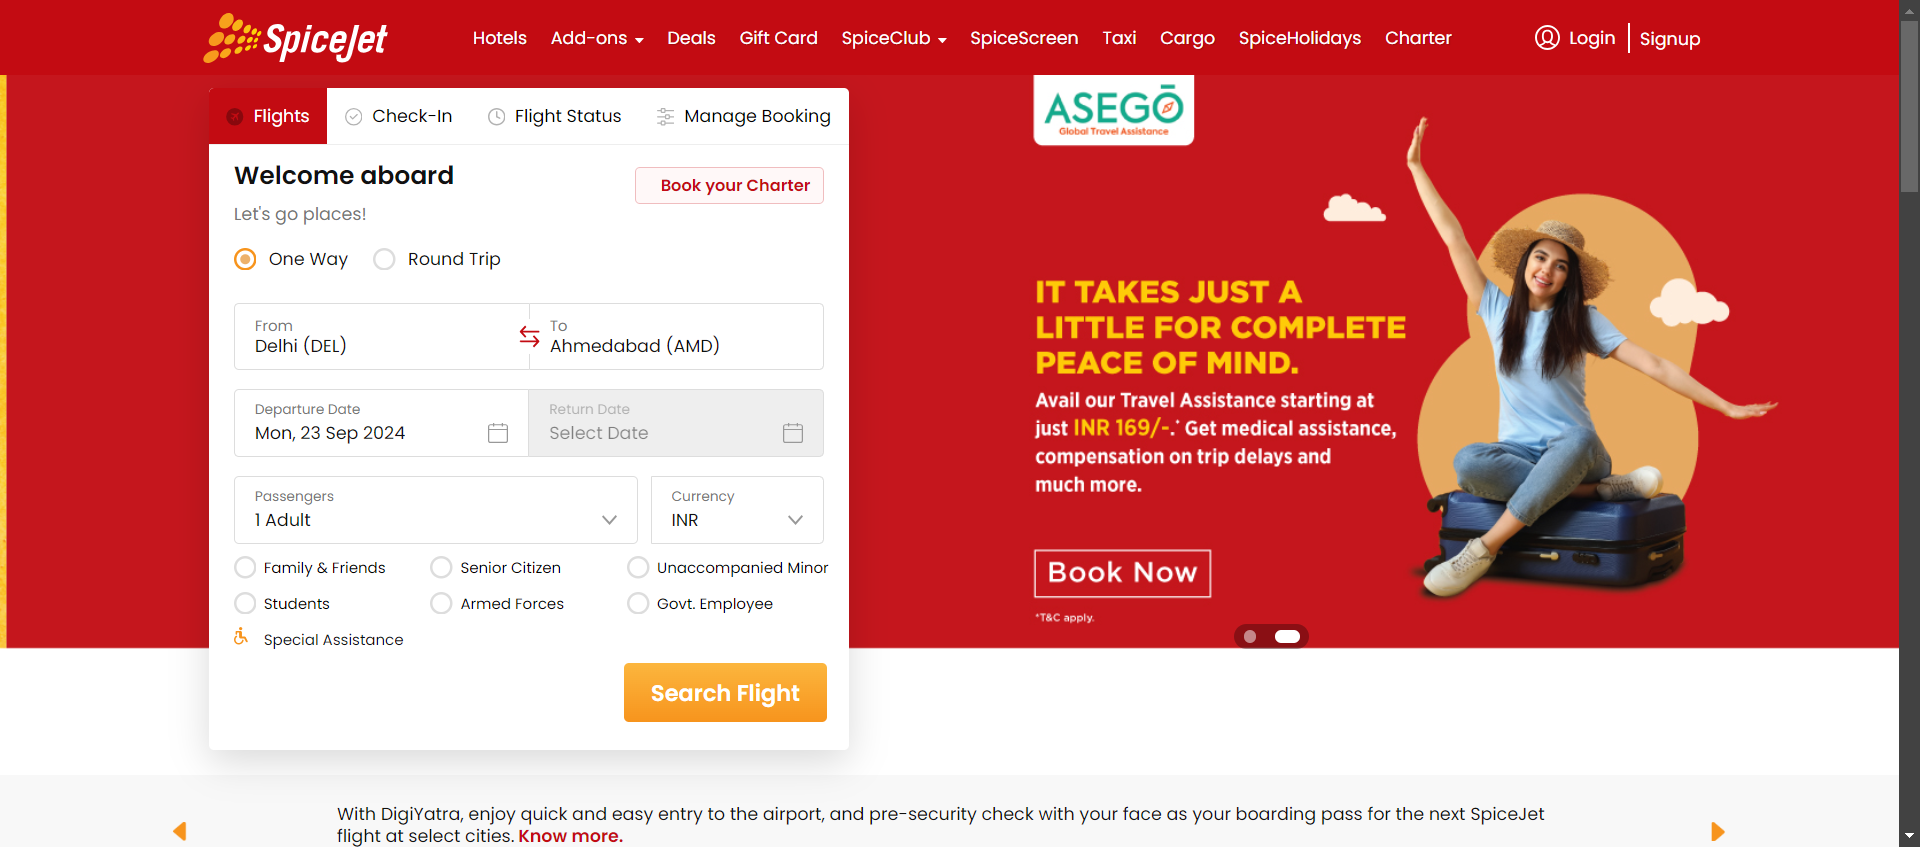 SpiceJet
Hotels Add-ons Deals Gift Card SpiceClub SpiceScreen Taxi Cargo SpiceHolidays Charter Login Signup
Flights Check-In Flight Status Manage Booking
Welcome aboard
Book your Charter
Let's go places!
One Way Round Trip
From
Delhi (DEL)
To
Ahmedabad (AMD)
Departure Date
Mon, 23 Sep 2024
Return Date
Select Date
Passengers
1 Adult
Currency
INR
Family & Friends Senior Citizen Unaccompanied Minor
Students Armed Forces Govt. Employee
Special Assistance
Search Flight
ASEGO
Global Travel Assistance
IT TAKES JUST A
LITTLE FOR COMPLETE
PEACE OF MIND.
Avail our Travel Assistance starting at
just INR 169/-.* Get medical assistance,
compensation on trip delays and
much more.
Book Now
*T&C apply.
With DigiYatra, enjoy quick and easy entry to the airport, and pre-security check with your face as your boarding pass for the next SpiceJet
flight at select cities. Know more.